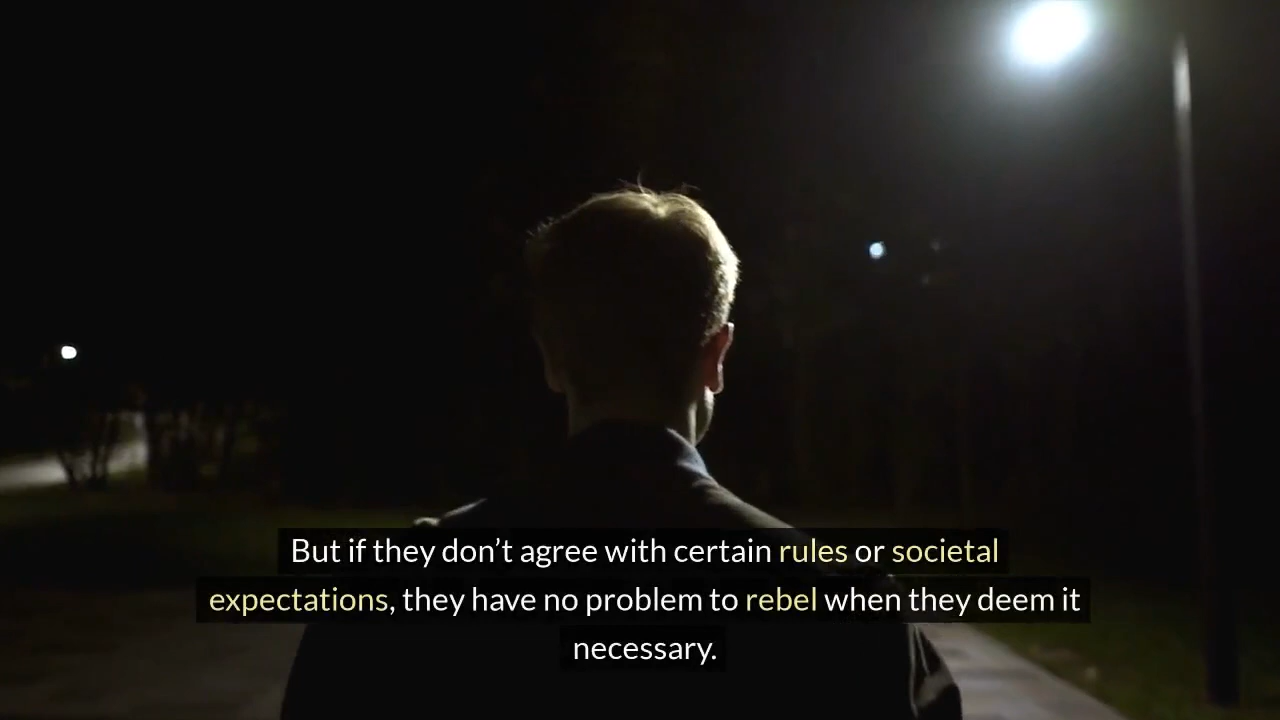 But if they don’t agree with certain rules or societal
expectations, they have no problem to rebel when they deem it
necessary.